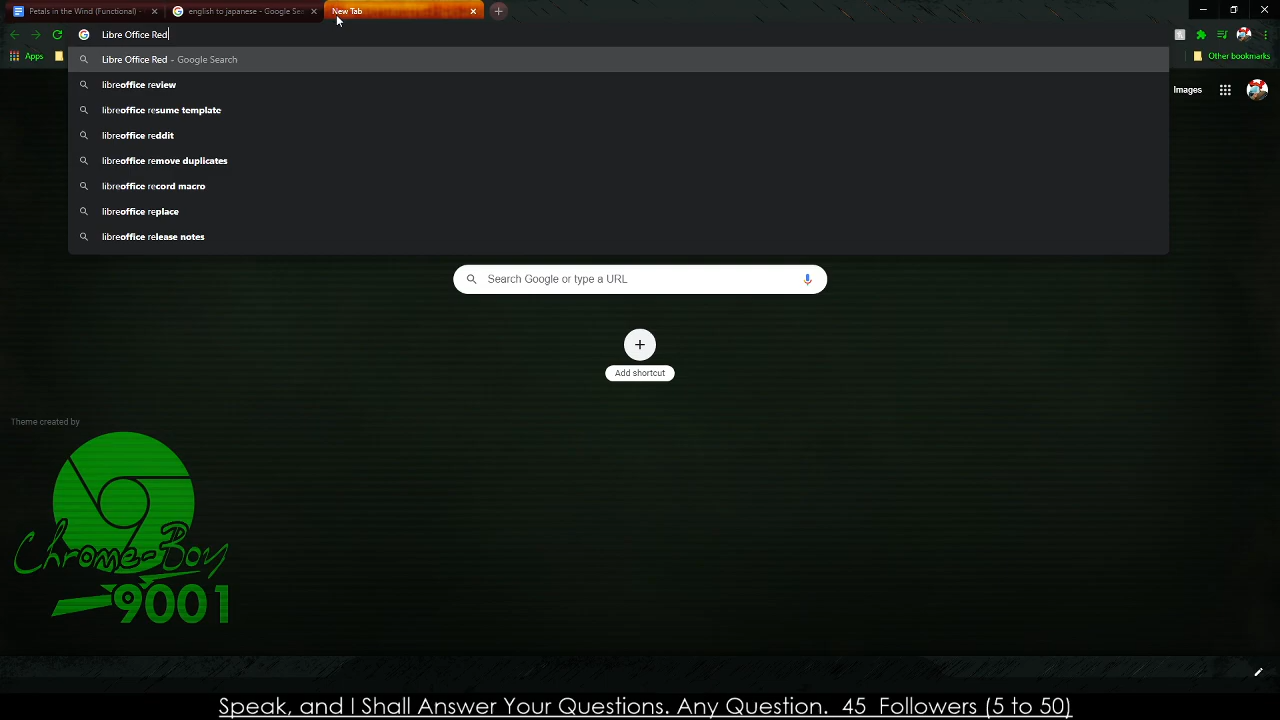 Petals in the Wind (Functional) -
english to japanese - Google Sea
New Tab
Libre Office Red
Apps
Other bookmarks
Libre Office Red - Google Search
libreoffice review
libreoffice resume template
libreoffice reddit
libreoffice remove duplicates
libreoffice record macro
libreoffice replace
libreoffice release notes
Images
Search Google or type a URL
Add shortcut
Theme created by
Chrome-Boy
9001
Speak, and I Shall Answer Your Questions. Any Question. 45 Followers (5 to 50)